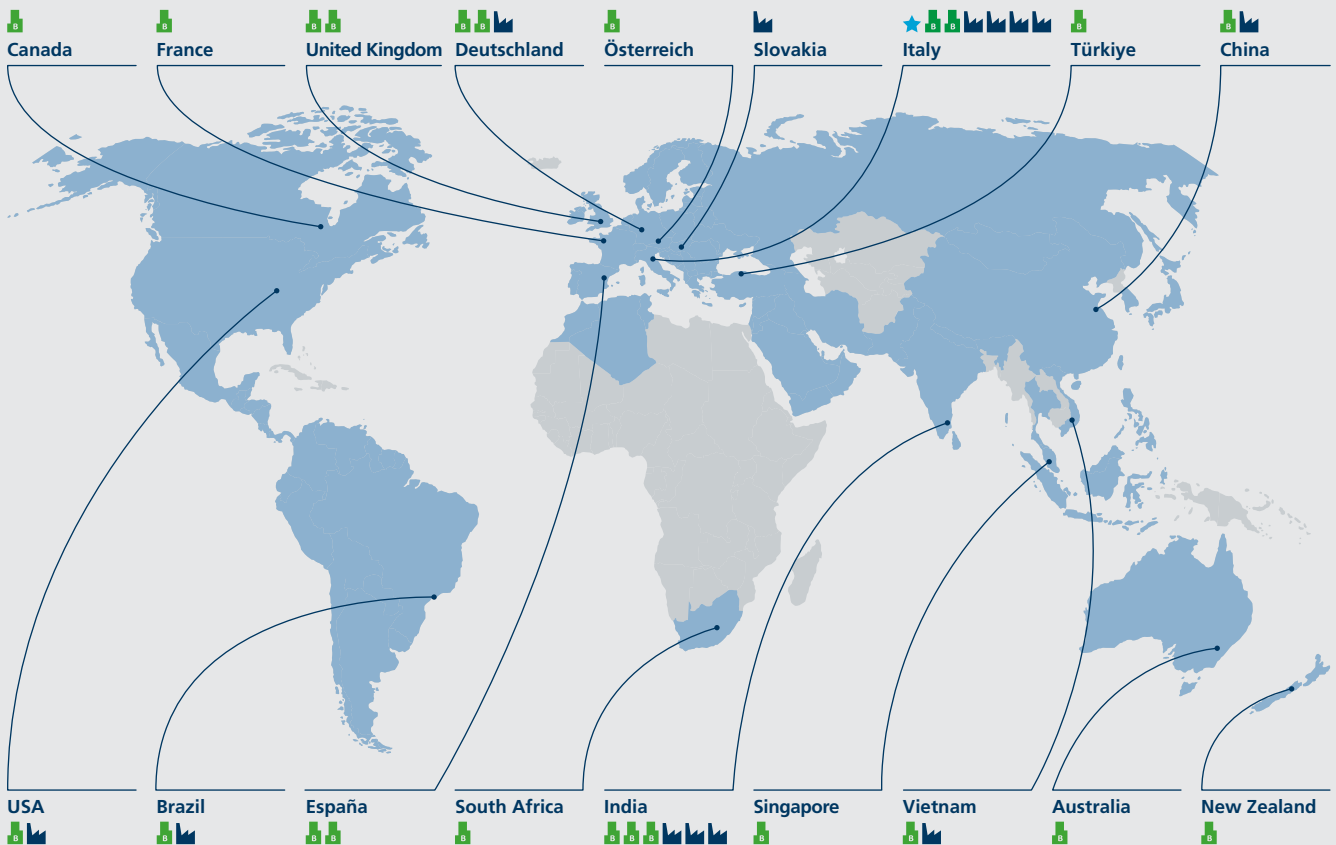 B B B B B B B B B B B
Canada France United Kingdom Deutschland Österreich Slovakia Italy Türkiye China
USA Brazil España South Africa India Singapore Vietnam Australia New Zealand
B B B B B B B B B B B B